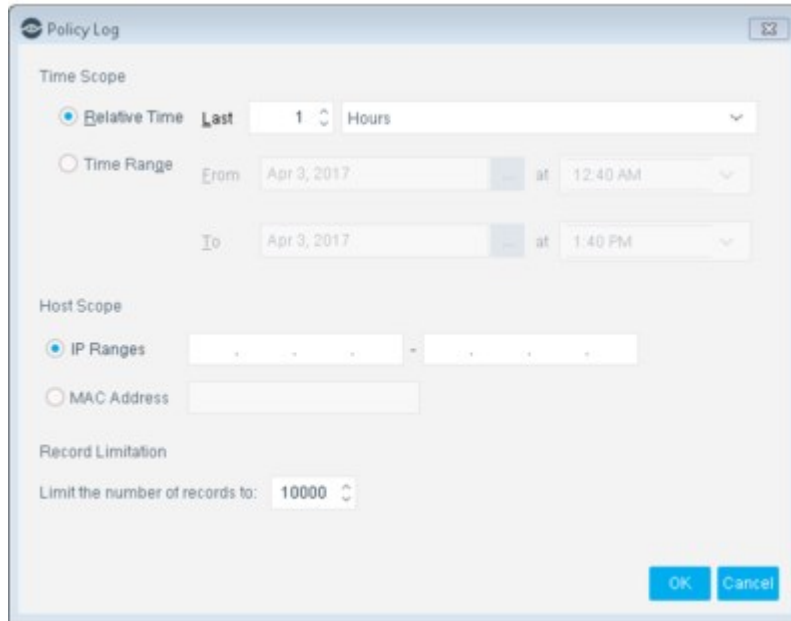 Policy Log
Time Scope
Relative Time Last 1 Hours
Time Range From Apr 3, 2017 ... at 12:40 AM
To Apr 3, 2017 ... at 1:40 PM
Host Scope
IP Ranges . . . - . . .
MAC Address
Record Limitation
Limit the number of records to: 10000
OK Cancel